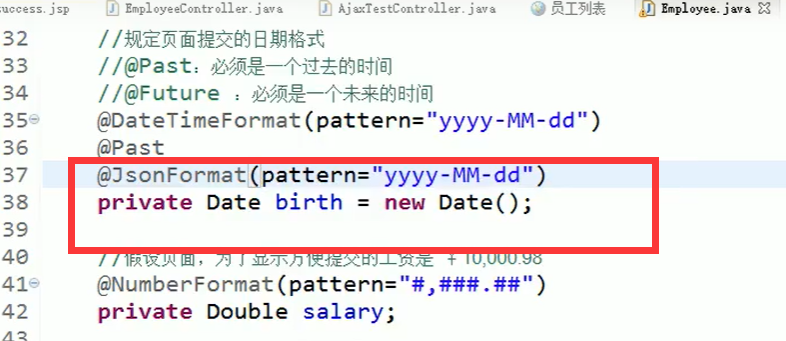 success.jsp EmployeeController.java AjaxTestController.java 员工列表 Employee.java
32 //规定页面提交的日期格式
33 //@Past：必须是一个过去的时间
34 //@Future ：必须是一个未来的时间
35 @DateTimeFormat(pattern="yyyy-MM-dd")
36 @Past
37 @JsonFormat(pattern="yyyy-MM-dd")
38 private Date birth = new Date();
39
40 //假设页面，为了显示方便提交的工资是 ￥10,000.98
41 @NumberFormat(pattern="#,###.##")
42 private Double salary;
43